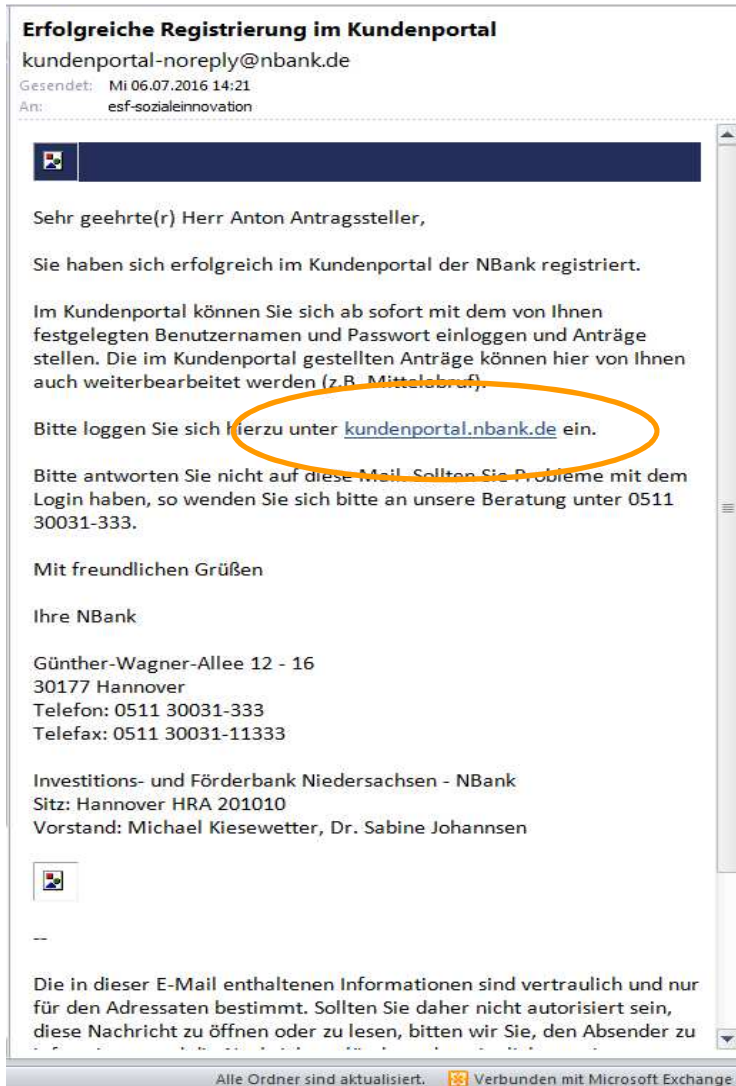 Erfolgreiche Registrierung im Kundenportal
kundenportal-noreply@nbank.de
Gesendet: Mi 06.07.2016 14:21
An: esf-sozialeinnovation
Sehr geehrte(r) Herr Anton Antragssteller,
Sie haben sich erfolgreich im Kundenportal der NBank registriert.
Im Kundenportal können Sie sich ab sofort mit dem von Ihnen
festgelegten Benutzernamen und Passwort einloggen und Anträge
stellen. Die im Kundenportal gestellten Anträge können hier von Ihnen
auch weiterbearbeitet werden (z.B. Mittelabruf).
Bitte loggen Sie sich hierzu unter kundenportal.nbank.de ein.
Bitte antworten Sie nicht auf diese Mail. Sollten Sie Probleme mit dem
Login haben, so wenden Sie sich bitte an unsere Beratung unter 0511
30031-333.
Mit freundlichen Grüßen
Ihre NBank
Günther-Wagner-Allee 12 - 16
30177 Hannover
Telefon: 0511 30031-333
Telefax: 0511 30031-11333
Investitions- und Förderbank Niedersachsen - NBank
Sitz: Hannover HRA 201010
Vorstand: Michael Kiesewetter, Dr. Sabine Johannsen
--
Die in dieser E-Mail enthaltenen Informationen sind vertraulich und nur
für den Adressaten bestimmt. Sollten Sie daher nicht autorisiert sein,
diese Nachricht zu öffnen oder zu lesen, bitten wir Sie, den Absender zu
Alle Ordner sind aktualisiert. Verbunden mit Microsoft Exchange